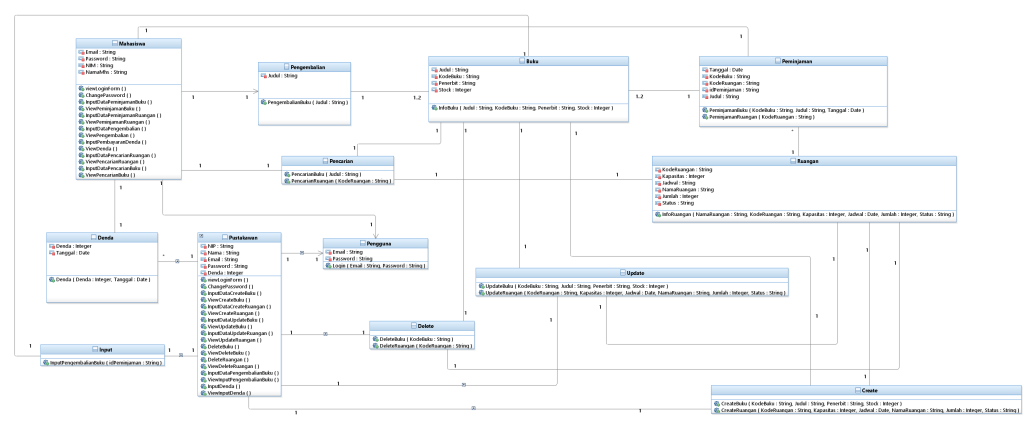 Mahasiswa
Email : String
Password : String
NIM : String
NamaMhs : String
viewLoginForm ( )
ChangePassword ( )
InputDataPeminjamanBuku ( )
ViewPeminjamanBuku ( )
InputDataPeminjamanRuangan ( )
ViewPeminjamanRuangan ( )
InputDataPengembalian ( )
ViewPengembalian ( )
InputPembayaranDenda ( )
ViewDenda ( )
InputDataPencarianRuangan ( )
ViewPencarianRuangan ( )
InputDataPencarianBuku ( )
ViewPencarianBuku ( )
Pengembalian
Judul : String
PengembalianBuku ( Judul : String )
Buku
Judul : String
KodeBuku : String
Penerbit : String
Stock : Integer
InfoBuku ( Judul : String, KodeBuku : String, Penerbit : String, Stock : Integer )
Peminjaman
Tanggal : Date
KodeBuku : String
KodeRuangan : String
idPeminjaman : String
Judul : String
PeminjamanBuku ( KodeBuku : String, Judul : String, Tanggal : Date )
PeminjamanRuangan ( KodeRuangan : String )
Pencarian
PencarianBuku ( Judul : String )
PencarianRuangan ( KodeRuangan : String )
Ruangan
KodeRuangan : String
Kapasitas : Integer
Jadwal : String
NamaRuangan : String
Jumlah : Integer
Status : String
InfoRuangan ( NamaRuangan : String, KodeRuangan : String, Kapasitas : Integer, Jadwal : Date, Jumlah : Integer, Status : String )
Denda
Denda : Integer
Tanggal : Date
Denda ( Denda : Integer, Tanggal : Date )
Pustakawan
NIP : String
Nama : String
Email : String
Password : String
Denda : Integer
viewLoginForm ( )
ChangePassword ( )
InputDataCreateBuku ( )
ViewCreateBuku ( )
InputDataCreateRuangan ( )
ViewCreateRuangan ( )
InputDataUpdateBuku ( )
ViewUpdateBuku ( )
InputDataUpdateRuangan ( )
ViewUpdateRuangan ( )
DeleteBuku ( )
ViewDeleteBuku ( )
DeleteRuangan ( )
ViewDeleteRuangan ( )
InputDataPengembalianBuku ( )
ViewInputPengembalianBuku ( )
InputDenda ( )
ViewInputDenda ( )
Pengguna
Email : String
Password : String
Login ( Email : String, Password : String )
Update
UpdateBuku ( KodeBuku : String, Judul : String, Penerbit : String, Stock : Integer )
UpdateRuangan ( KodeRuangan : String, Kapasitas : Integer, Jadwal : Date, NamaRuangan : String, Jumlah : Integer, Status : String )
Delete
DeleteBuku ( KodeBuku : String )
DeleteRuangan ( KodeRuangan : String )
Input
InputPengembalianBuku ( idPeminjaman : String )
Create
CreateBuku ( KodeBuku : String, Judul : String, Penerbit : String, Stock : Integer )
CreateRuangan ( KodeRuangan : String, Kapasitas : Integer, Jadwal : Date, NamaRuangan : String, Jumlah : Integer, Status : String )